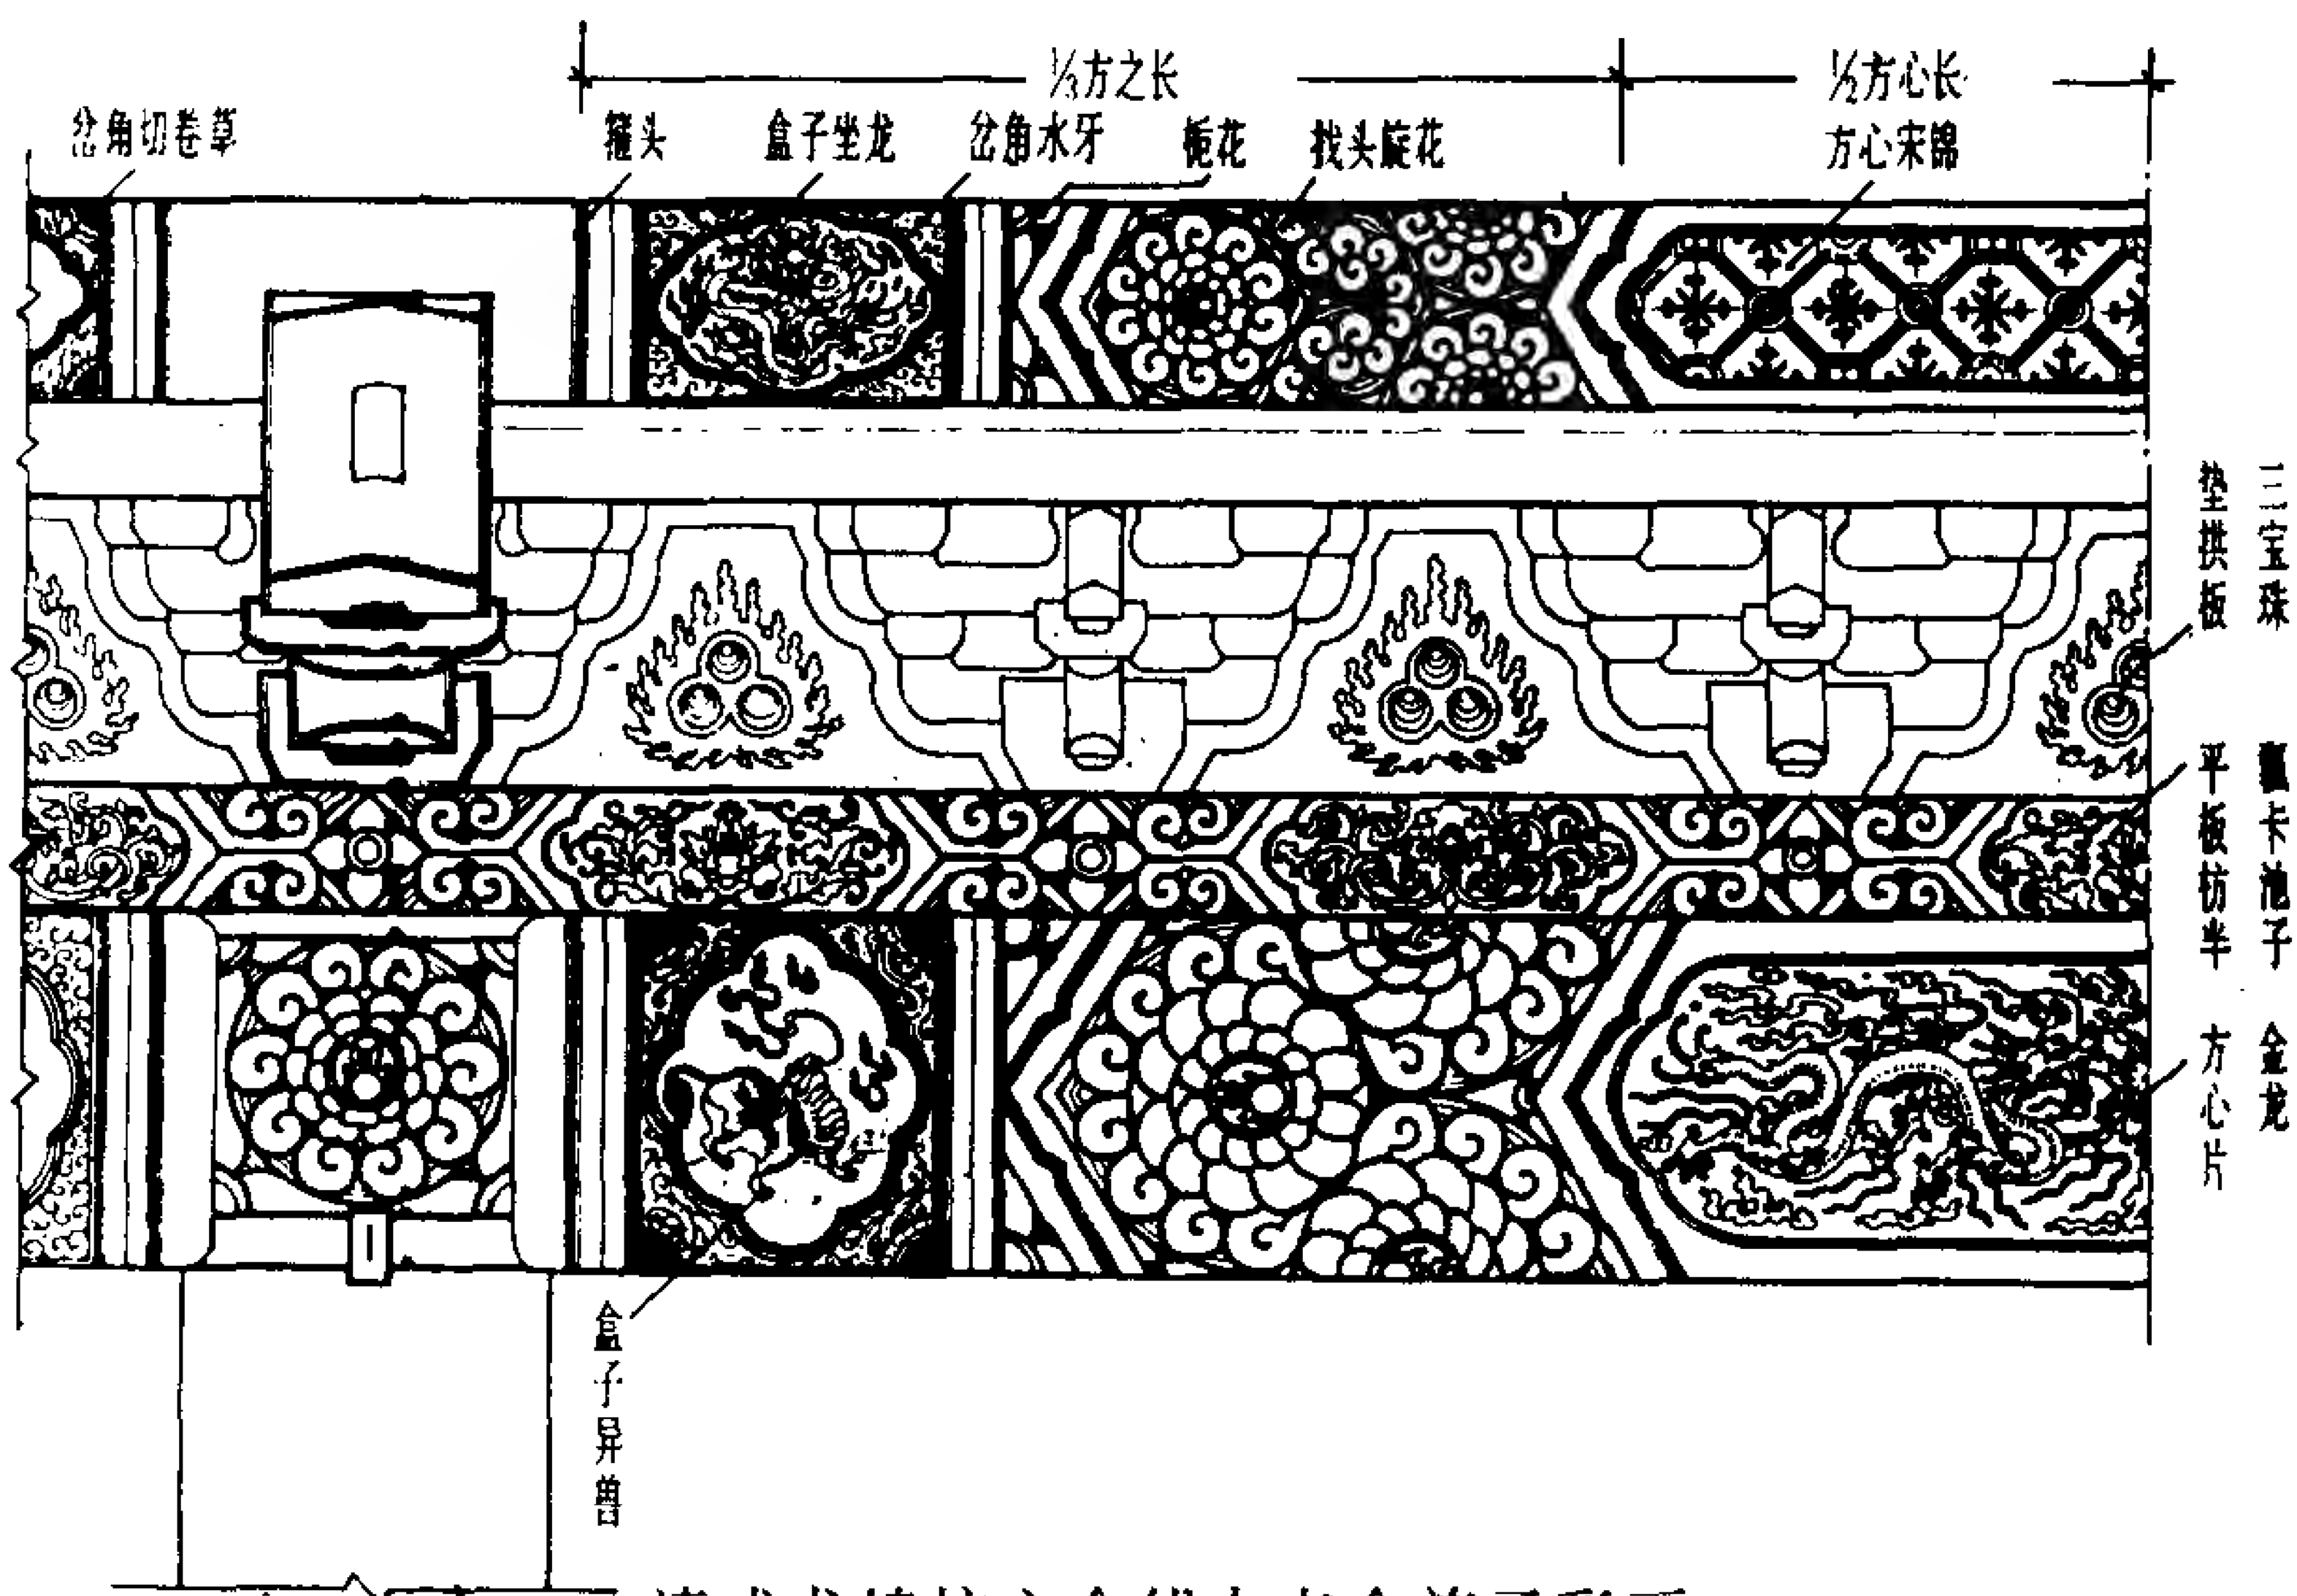 ⅓方之长
½方心长
岔角切卷草
箍头
盒子坐龙
岔角水牙
栀花
找头旋花
方心宋锦
三宝珠
垫拱板
瓢卡池子
平板枋半
金龙
方心片
盒子异兽